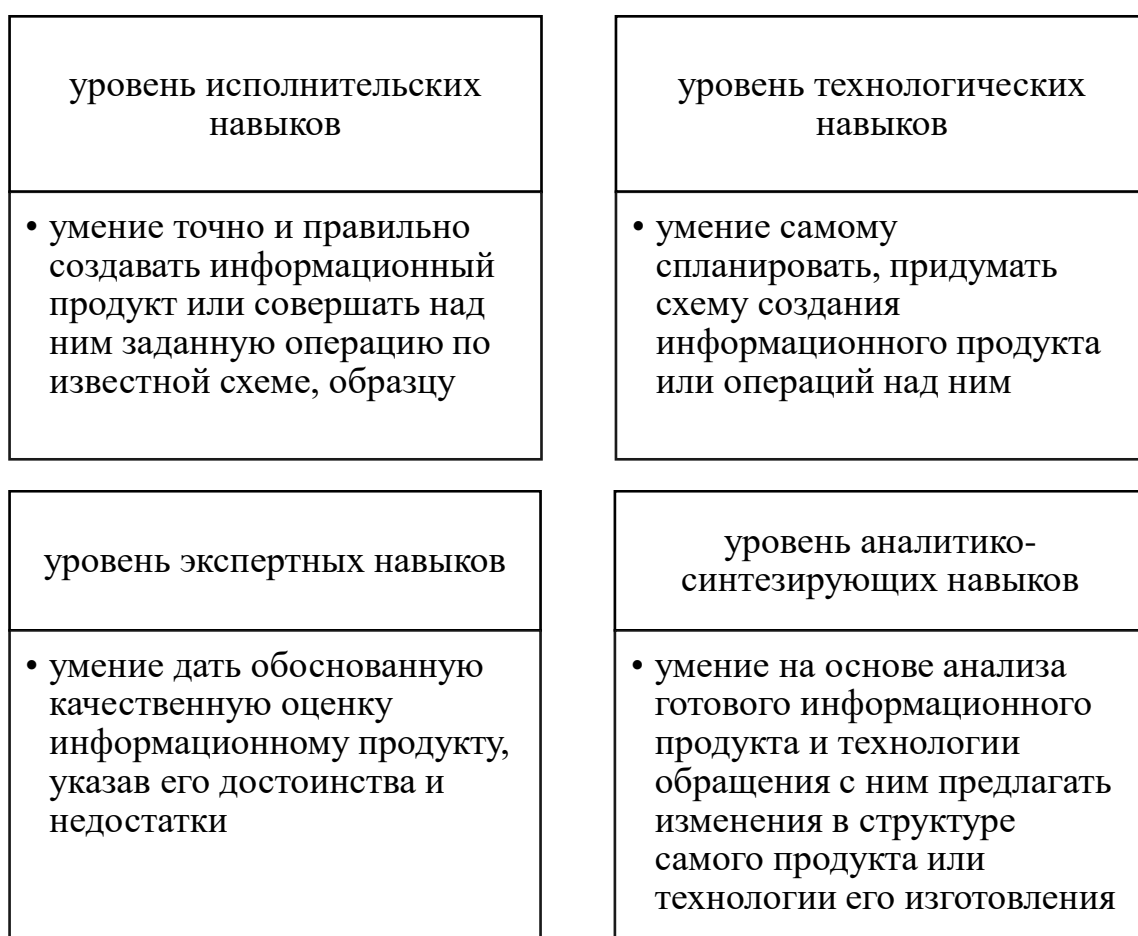 уровень исполнительских
навыков
• умение точно и правильно
создавать информационный
продукт или совершать над
ним заданную операцию по
известной схеме, образцу
уровень технологических
навыков
• умение самому
спланировать, придумать
схему создания
информационного продукта
или операций над ним
уровень экспертных навыков
• умение дать обоснованную
качественную оценку
информационному продукту,
указав его достоинства и
недостатки
уровень аналитико-
синтезирующих навыков
• умение на основе анализа
готового информационного
продукта и технологии
обращения с ним предлагать
изменения в структуре
самого продукта или
технологии его изготовления